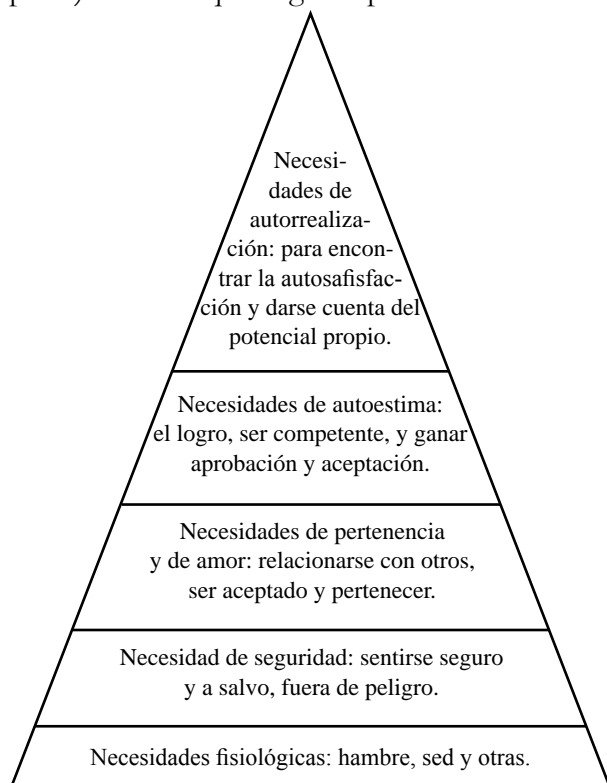 Necesi-
dades de
autorrealiza-
ción: para encon-
trar la autosafisfac-
ción y darse cuenta del
potencial propio.
Necesidades de autoestima:
el logro, ser competente, y ganar
aprobación y aceptación.
Necesidades de pertenencia
y de amor: relacionarse con otros,
ser aceptado y pertenecer.
Necesidad de seguridad: sentirse seguro
y a salvo, fuera de peligro.
Necesidades fisiológicas: hambre, sed y otras.